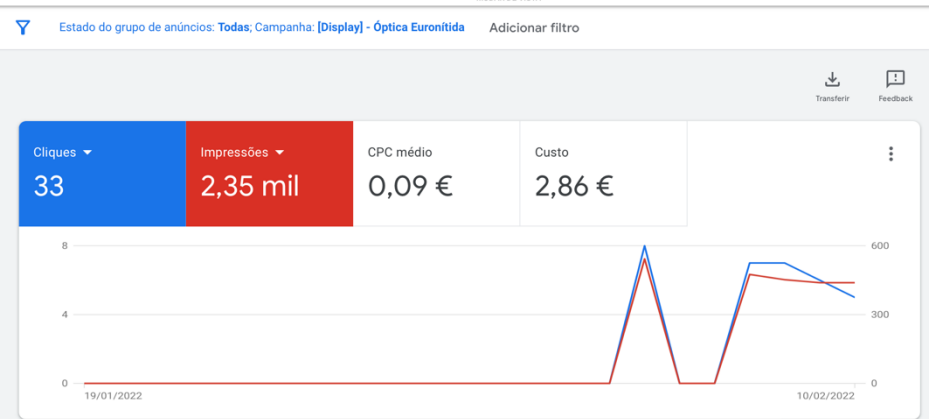 Estado do grupo de anúncios: Todas; Campanha: [Display] - Óptica Euronítida Adicionar filtro
Transferir Feedback
Cliques Impressões CPC médio Custo
33 2,35 mil 0,09 € 2,86 €
8 600
4 300
0 0
19/01/2022 10/02/2022